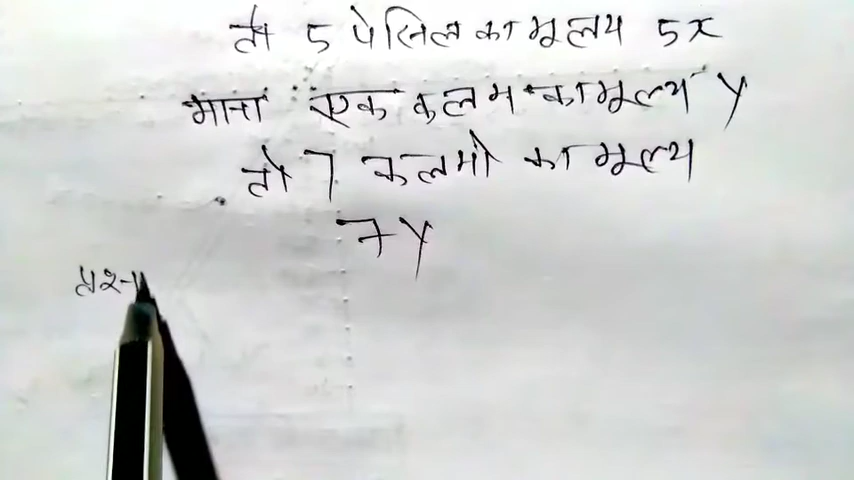 तो 5 पेंसिल का मूल्य 5x
माना एक कलम का मूल्य y
तो 7 कलमो का मूल्य
7y